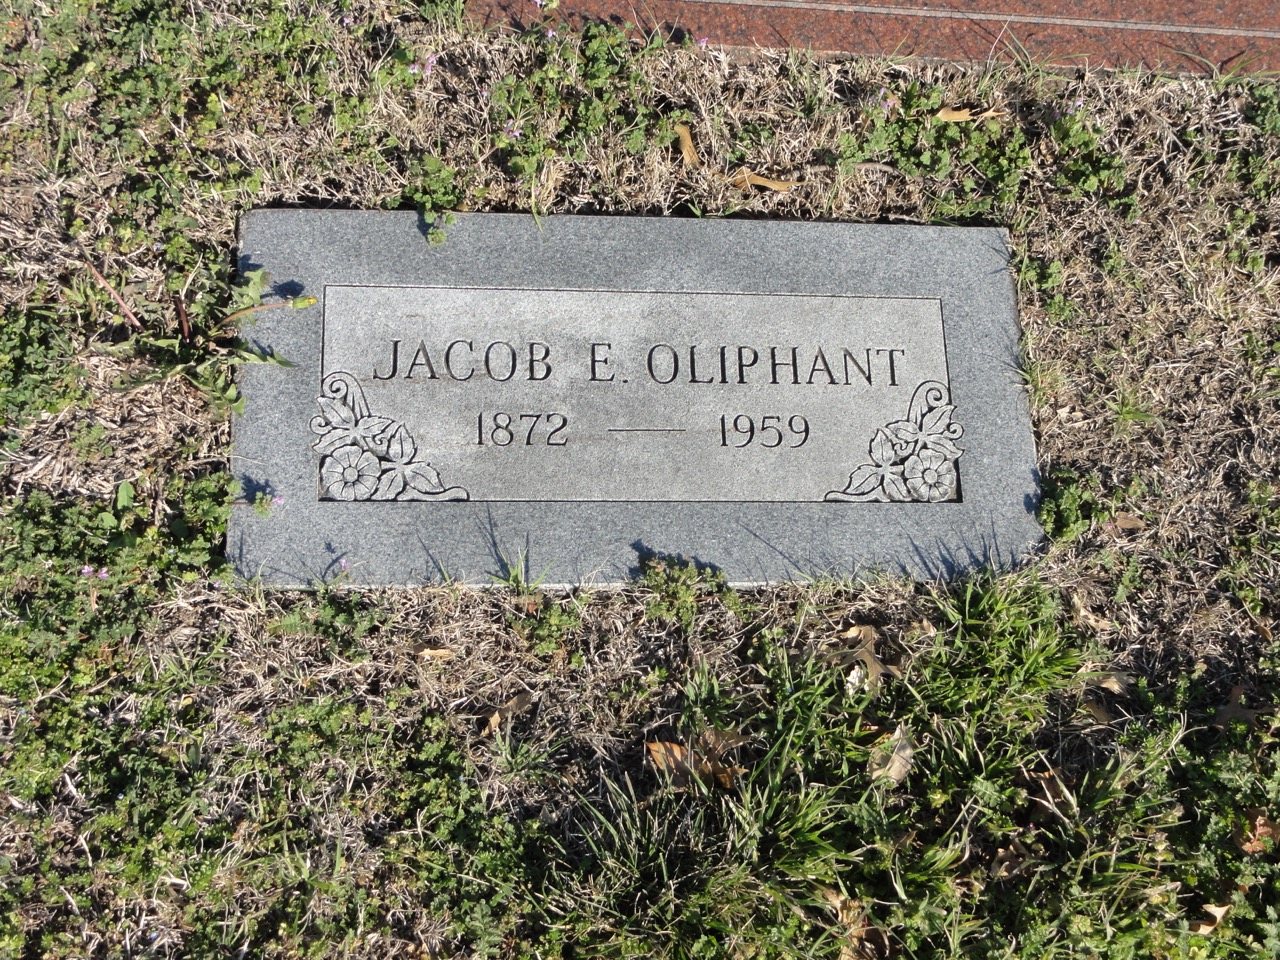 JACOB E. OLIPHANT
1872 — 1959